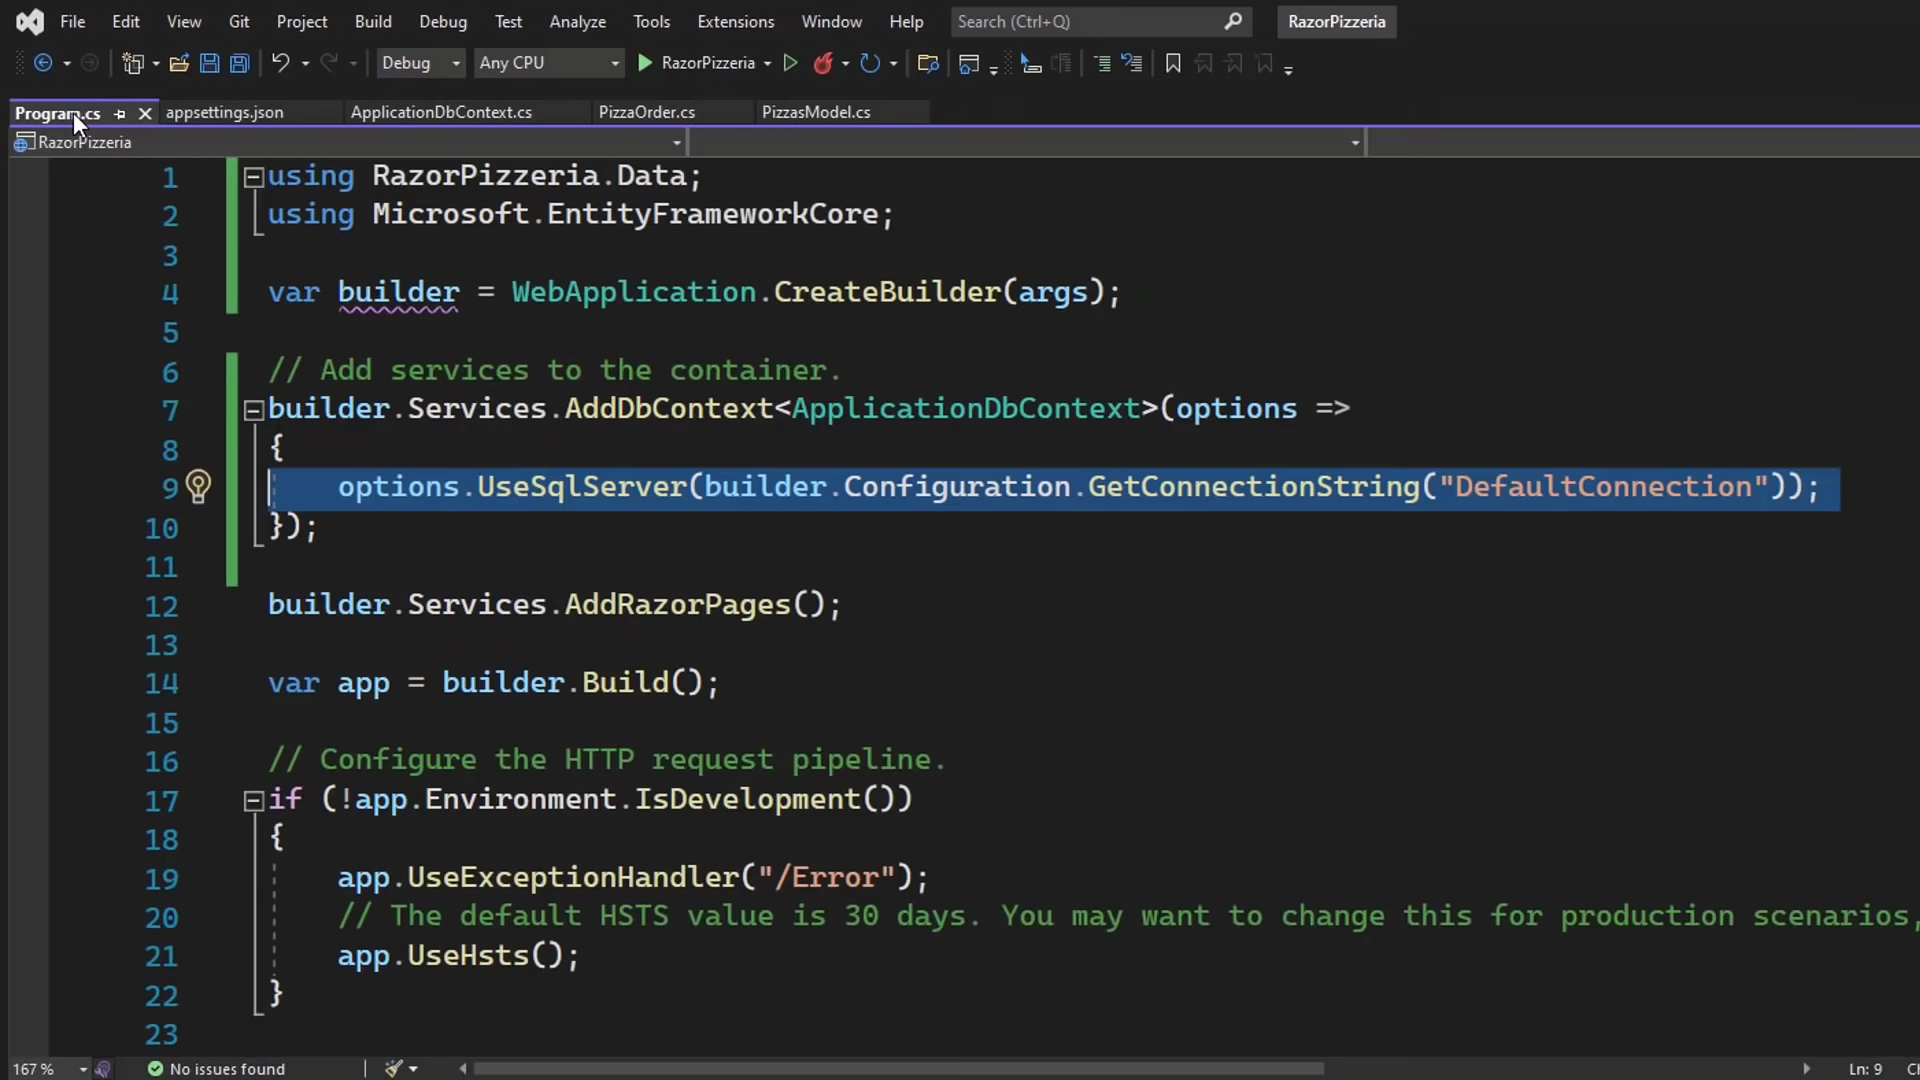 File Edit View Git Project Build Debug Test Analyze Tools Extensions Window Help Search (Ctrl+Q) RazorPizzeria
Debug Any CPU RazorPizzeria
Program.cs appsettings.json ApplicationDbContext.cs PizzaOrder.cs PizzasModel.cs
RazorPizzeria
1 using RazorPizzeria.Data;
2 using Microsoft.EntityFrameworkCore;
3
4 var builder = WebApplication.CreateBuilder(args);
5
6 // Add services to the container.
7 builder.Services.AddDbContext<ApplicationDbContext>(options =>
8 {
9 options.UseSqlServer(builder.Configuration.GetConnectionString("DefaultConnection"));
10 });
11
12 builder.Services.AddRazorPages();
13
14 var app = builder.Build();
15
16 // Configure the HTTP request pipeline.
17 if (!app.Environment.IsDevelopment())
18 {
19 app.UseExceptionHandler("/Error");
20 // The default HSTS value is 30 days. You may want to change this for production scenarios,
21 app.UseHsts();
22 }
23
167 % No issues found Ln: 9